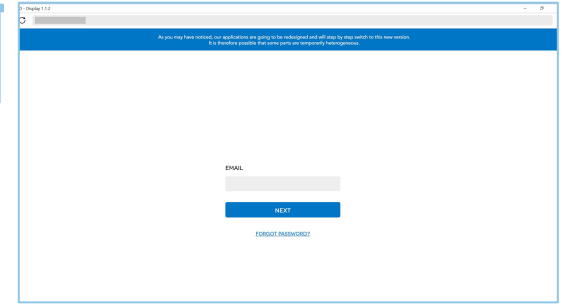 - Display 1.1.2
As you may have noticed, our applications are going to be redesigned and will step by step switch to this new version.
It is therefore possible that some parts are temporarily heterogeneous.
EMAIL
NEXT
FORGOT PASSWORD?